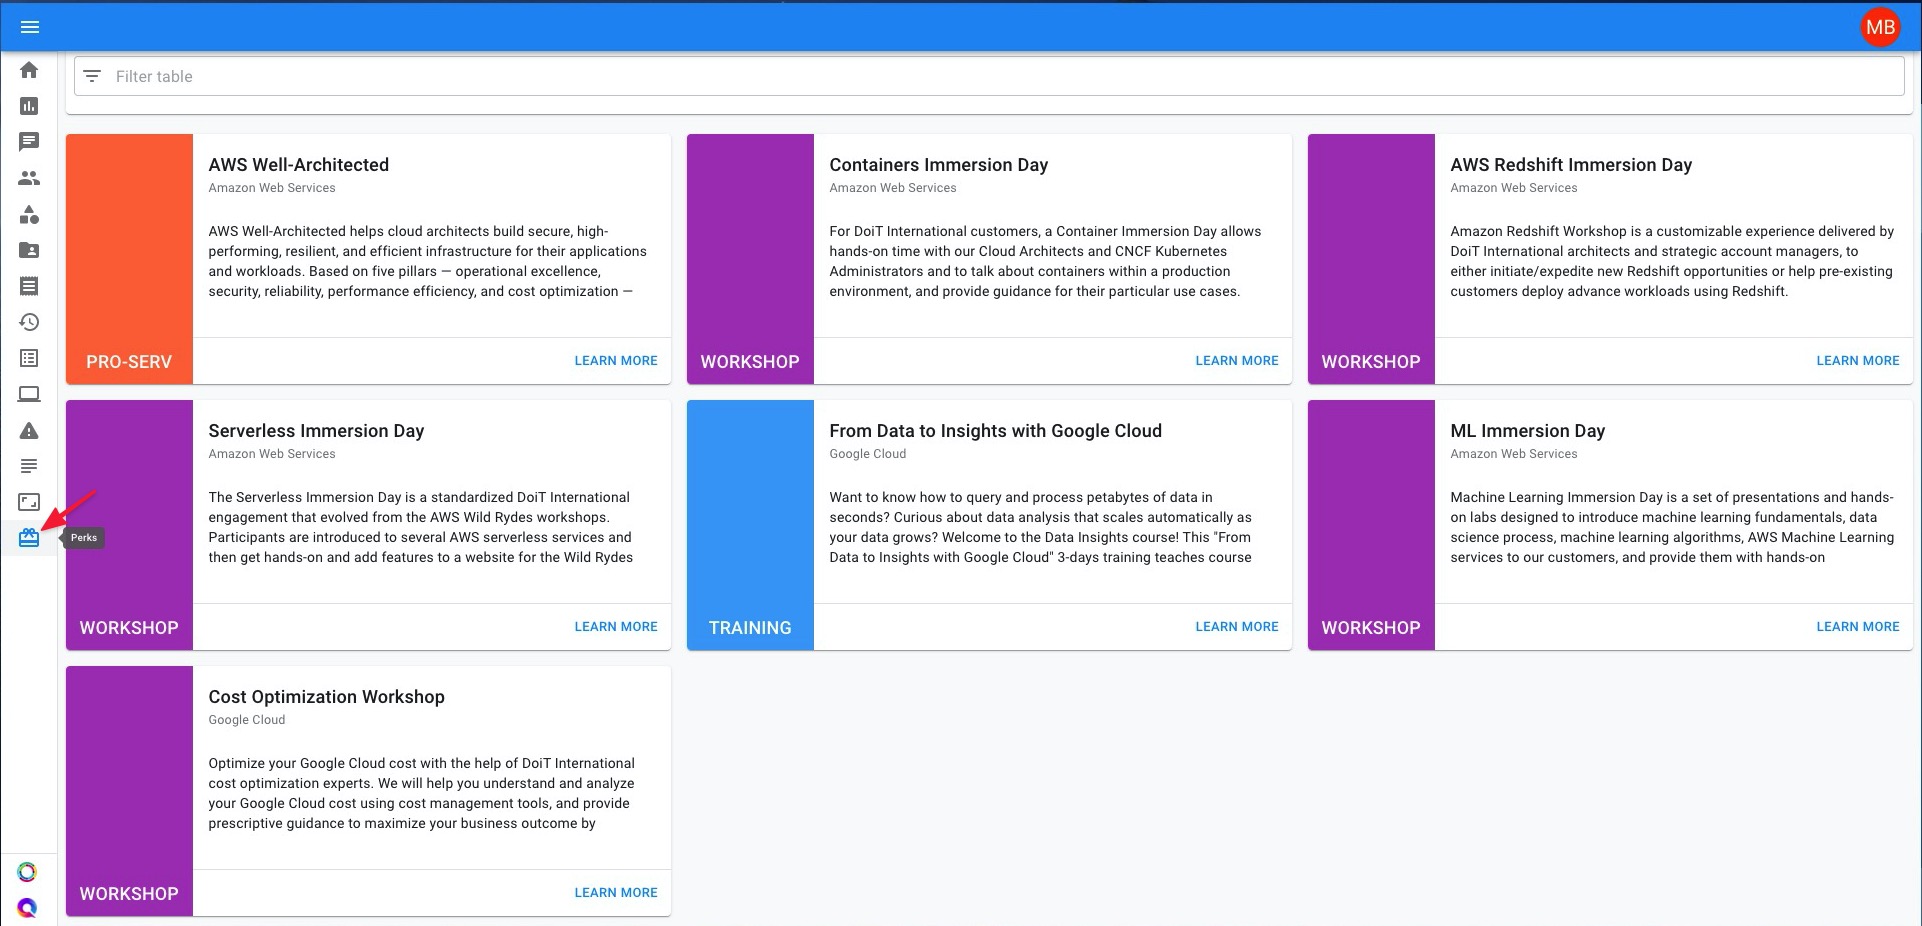 MB
Filter table
AWS Well-Architected
Amazon Web Services
AWS Well-Architected helps cloud architects build secure, high-
performing, resilient, and efficient infrastructure for their applications
and workloads. Based on five pillars — operational excellence,
security, reliability, performance efficiency, and cost optimization —
PRO-SERV
LEARN MORE
Containers Immersion Day
Amazon Web Services
For DoiT International customers, a Container Immersion Day allows
hands-on time with our Cloud Architects and CNCF Kubernetes
Administrators and to talk about containers within a production
environment, and provide guidance for their particular use cases.
WORKSHOP
LEARN MORE
AWS Redshift Immersion Day
Amazon Web Services
Amazon Redshift Workshop is a customizable experience delivered by
DoiT International architects and strategic account managers, to
either initiate/expedite new Redshift opportunities or help pre-existing
customers deploy advance workloads using Redshift.
WORKSHOP
LEARN MORE
Serverless Immersion Day
Amazon Web Services
The Serverless Immersion Day is a standardized DoiT International
engagement that evolved from the AWS Wild Rydes workshops.
Participants are introduced to several AWS serverless services and
then get hands-on and add features to a website for the Wild Rydes
Perks
WORKSHOP
LEARN MORE
From Data to Insights with Google Cloud
Google Cloud
Want to know how to query and process petabytes of data in
seconds? Curious about data analysis that scales automatically as
your data grows? Welcome to the Data Insights course! This "From
Data to Insights with Google Cloud" 3-days training teaches course
TRAINING
LEARN MORE
ML Immersion Day
Amazon Web Services
Machine Learning Immersion Day is a set of presentations and hands-
on labs designed to introduce machine learning fundamentals, data
science process, machine learning algorithms, AWS Machine Learning
services to our customers, and provide them with hands-on
WORKSHOP
LEARN MORE
Cost Optimization Workshop
Google Cloud
Optimize your Google Cloud cost with the help of DoiT International
cost optimization experts. We will help you understand and analyze
your Google Cloud cost using cost management tools, and provide
prescriptive guidance to maximize your business outcome by
WORKSHOP
LEARN MORE